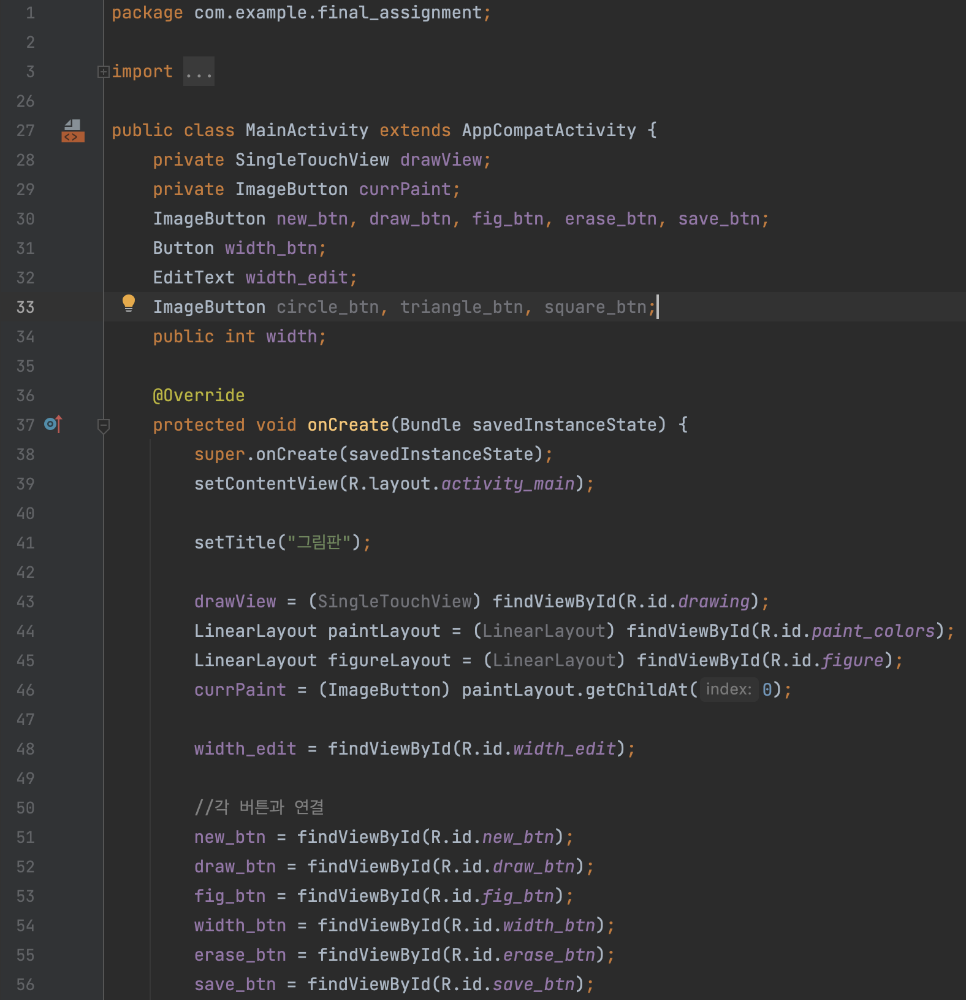 1 package com.example.final_assignment;
2
3 import ...
26
27 public class MainActivity extends AppCompatActivity {
28     private SingleTouchView drawView;
29     private ImageButton currPaint;
30     ImageButton new_btn, draw_btn, fig_btn, erase_btn, save_btn;
31     Button width_btn;
32     EditText width_edit;
33     ImageButton circle_btn, triangle_btn, square_btn;
34     public int width;
35
36     @Override
37     protected void onCreate(Bundle savedInstanceState) {
38         super.onCreate(savedInstanceState);
39         setContentView(R.layout.activity_main);
40
41         setTitle("그림판");
42
43         drawView = (SingleTouchView) findViewById(R.id.drawing);
44         LinearLayout paintLayout = (LinearLayout) findViewById(R.id.paint_colors);
45         LinearLayout figureLayout = (LinearLayout) findViewById(R.id.figure);
46         currPaint = (ImageButton) paintLayout.getChildAt( index: 0);
47
48         width_edit = findViewById(R.id.width_edit);
49
50         //각 버튼과 연결
51         new_btn = findViewById(R.id.new_btn);
52         draw_btn = findViewById(R.id.draw_btn);
53         fig_btn = findViewById(R.id.fig_btn);
54         width_btn = findViewById(R.id.width_btn);
55         erase_btn = findViewById(R.id.erase_btn);
56         save_btn = findViewById(R.id.save_btn);